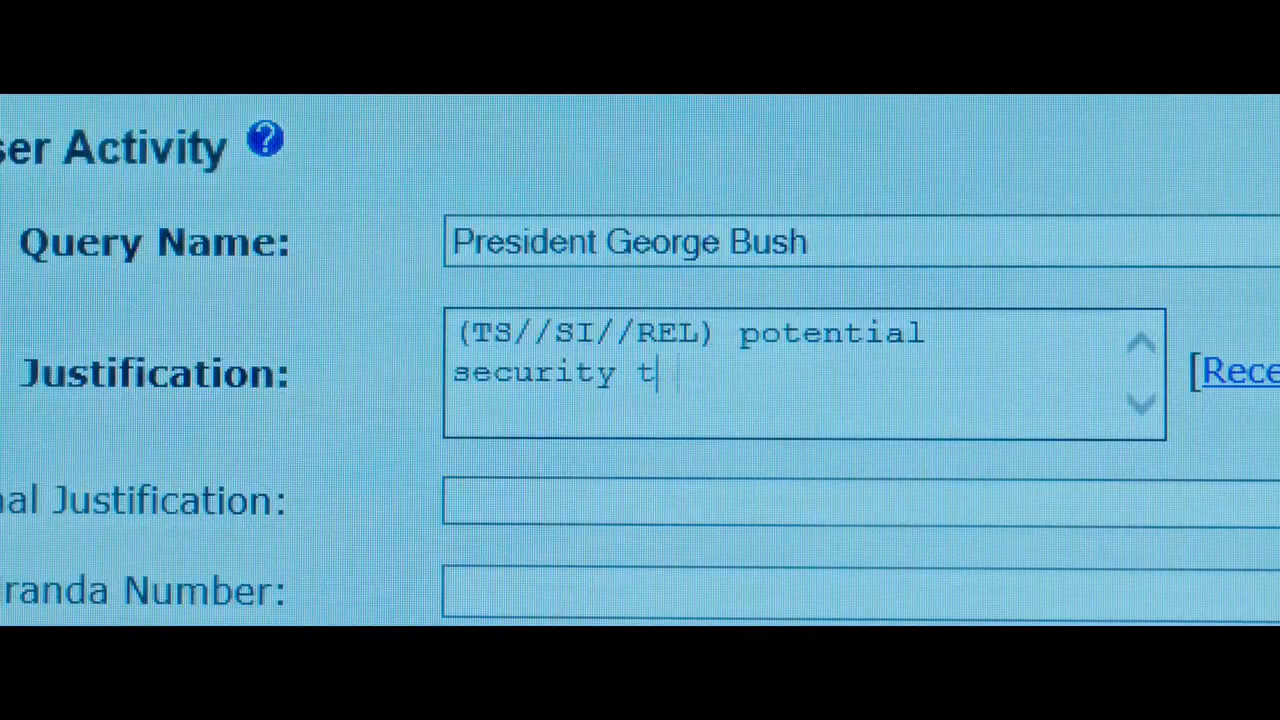 ser Activity ?
Query Name: President George Bush
Justification: (TS//SI//REL) potential
security t
[Rece
nal Justification:
randa Number: